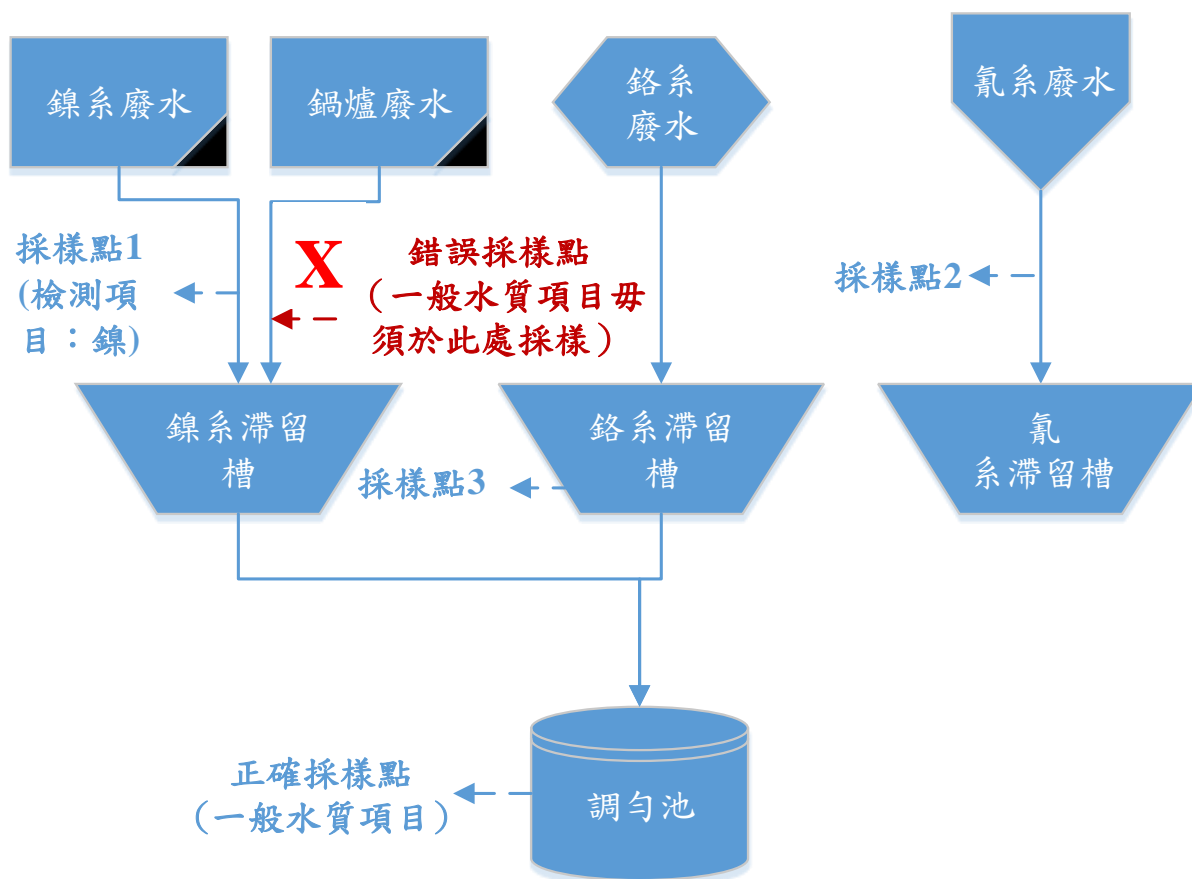 鎳系廢水
鍋爐廢水
鉻系
廢水
氰系廢水
採樣點1
(檢測項
目：鎳)
X
錯誤採樣點
（一般水質項目毋
須於此處採樣）
採樣點2
鎳系滯留
槽
採樣點3
鉻系滯留
槽
氰
系滯留槽
正確採樣點
（一般水質項目）
調勻池